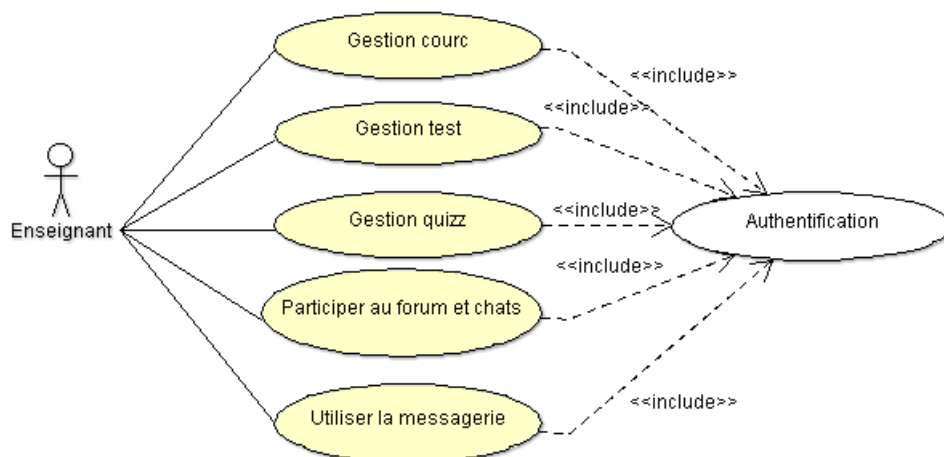 Gestion courc
<<include>>
<<include>>
Gestion test
Enseignant
Gestion quizz
<<include>>
Authentification
<<include>>
Participer au forum et chats
<<include>>
Utiliser la messagerie